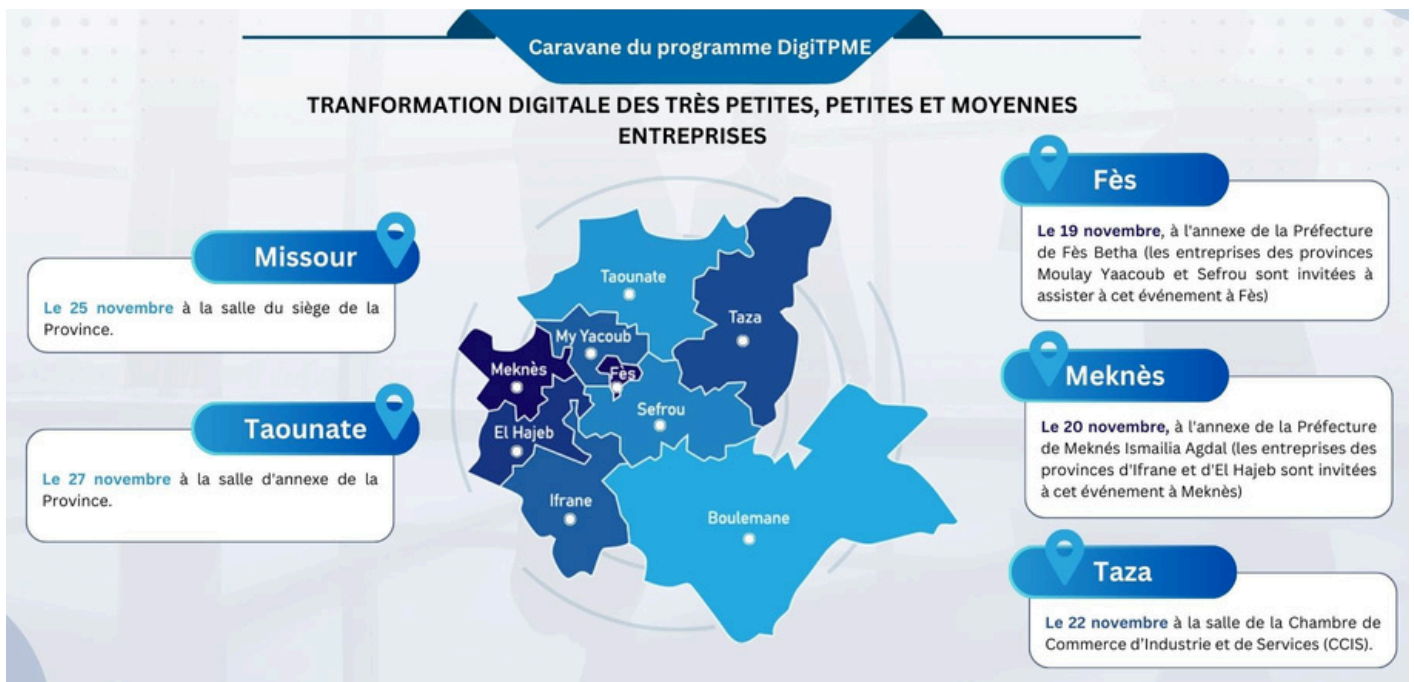 Caravane du programme DigiTPME
TRANFORMATION DIGITALE DES TRÈS PETITES, PETITES ET MOYENNES
ENTREPRISES
Missour
Le 25 novembre à la salle du siège de la
Province.
Taounate
Le 27 novembre à la salle d'annexe de la
Province.
Taounate
Taza
My Yacoub
Meknès
Fès
Sefrou
El Hajeb
Ifrane
Boulemane
Fès
Le 19 novembre, à l'annexe de la Préfecture
de Fès Betha (les entreprises des provinces
Moulay Yaacoub et Sefrou sont invitées à
assister à cet événement à Fès)
Meknès
Le 20 novembre, à l'annexe de la Préfecture
de Meknés Ismailia Agdal (les entreprises des
provinces d'Ifrane et d'El Hajeb sont invitées
à cet événement à Meknès)
Taza
Le 22 novembre à la salle de la Chambre de
Commerce d’Industrie et de Services (CCIS).